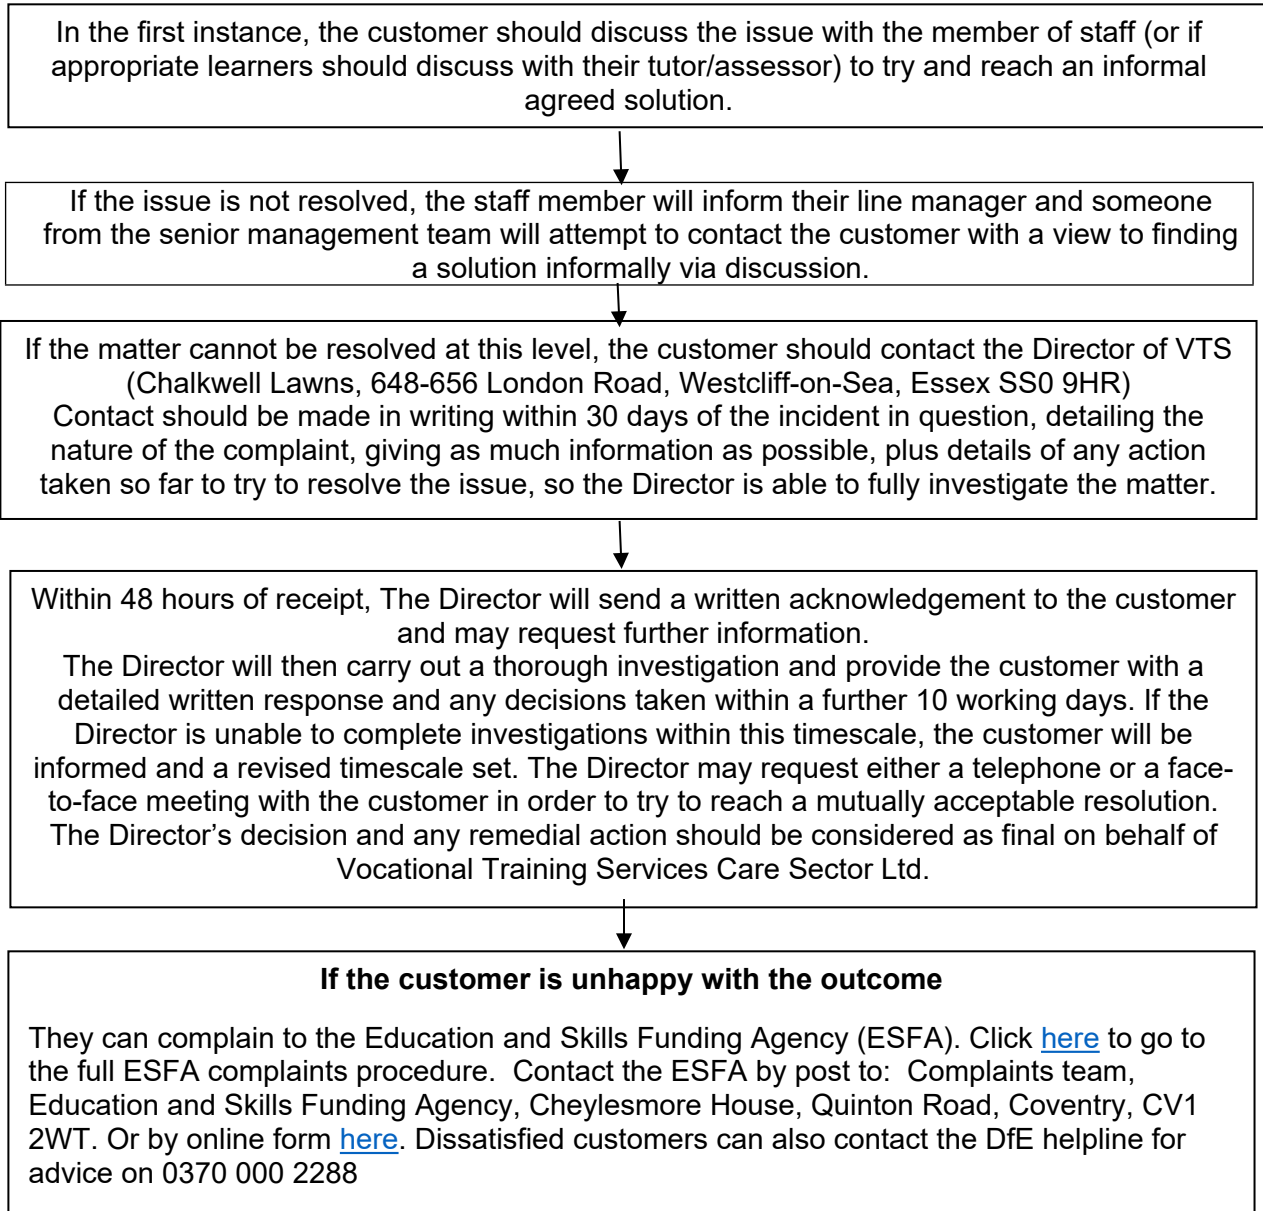 In the first instance, the customer should discuss the issue with the member of staff (or if
appropriate learners should discuss with their tutor/assessor) to try and reach an informal
agreed solution.
If the issue is not resolved, the staff member will inform their line manager and someone
from the senior management team will attempt to contact the customer with a view to finding
a solution informally via discussion.
If the matter cannot be resolved at this level, the customer should contact the Director of VTS
(Chalkwell Lawns, 648-656 London Road, Westcliff-on-Sea, Essex SS0 9HR)
Contact should be made in writing within 30 days of the incident in question, detailing the
nature of the complaint, giving as much information as possible, plus details of any action
taken so far to try to resolve the issue, so the Director is able to fully investigate the matter.
Within 48 hours of receipt, The Director will send a written acknowledgement to the customer
and may request further information.
The Director will then carry out a thorough investigation and provide the customer with a
detailed written response and any decisions taken within a further 10 working days. If the
Director is unable to complete investigations within this timescale, the customer will be
informed and a revised timescale set. The Director may request either a telephone or a face-
to-face meeting with the customer in order to try to reach a mutually acceptable resolution.
The Director’s decision and any remedial action should be considered as final on behalf of
Vocational Training Services Care Sector Ltd.
If the customer is unhappy with the outcome
They can complain to the Education and Skills Funding Agency (ESFA). Click here to go to
the full ESFA complaints procedure.  Contact the ESFA by post to:  Complaints team,
Education and Skills Funding Agency, Cheylesmore House, Quinton Road, Coventry, CV1
2WT. Or by online form here. Dissatisfied customers can also contact the DfE helpline for
advice on 0370 000 2288